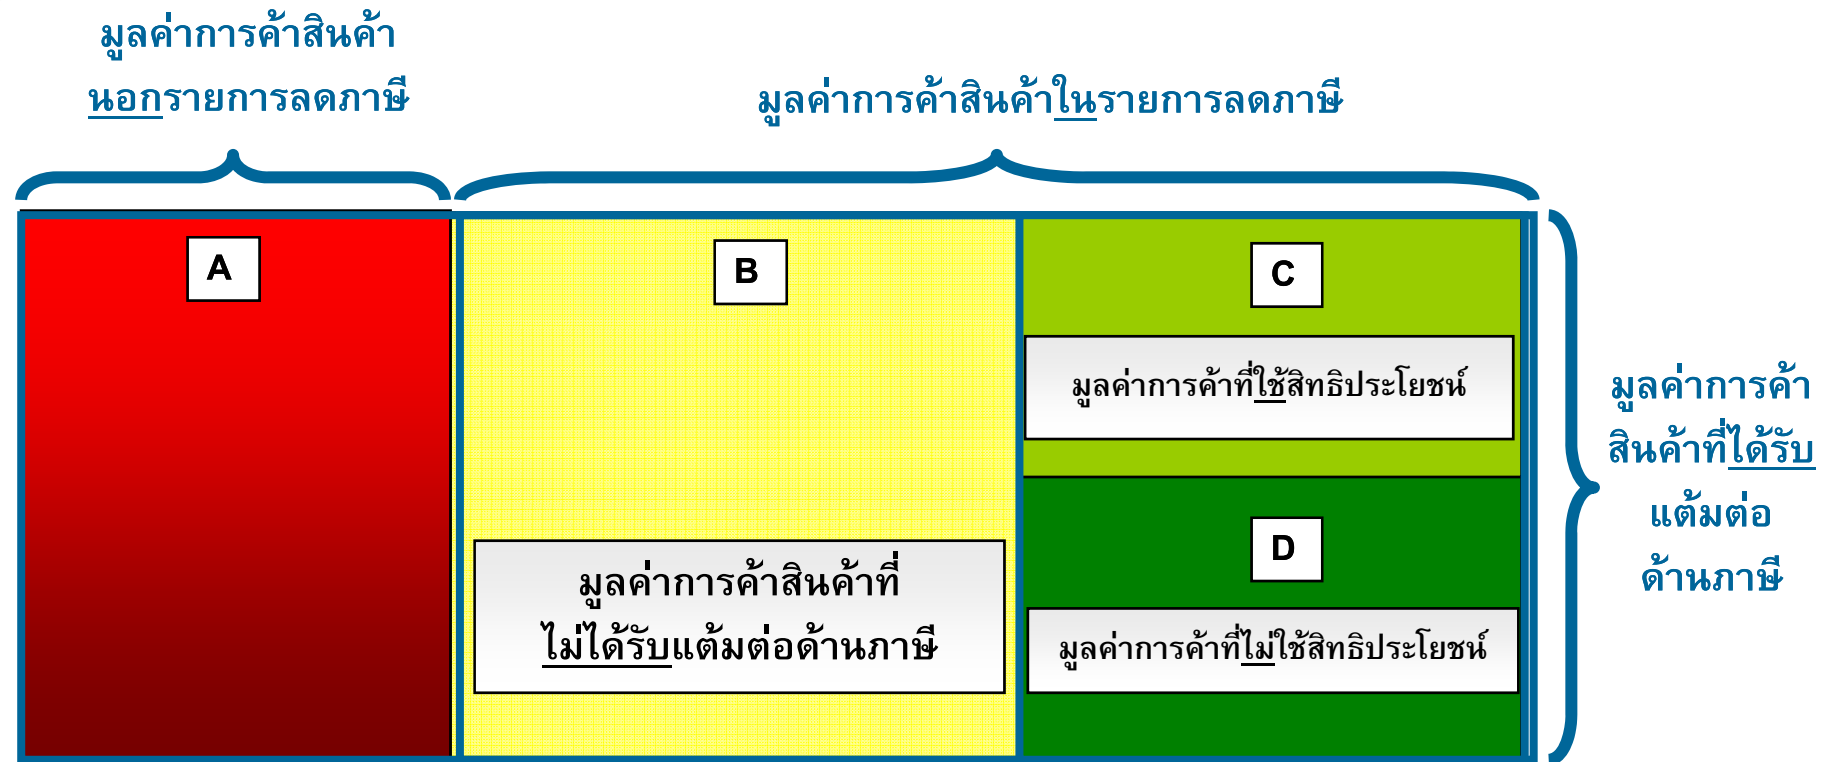 มูลค่าการค้าสินค้า
นอกรายการลดภาษี
มูลค่าการค้าสินค้าในรายการลดภาษี
A
B
C
มูลค่าการค้าที่ใช้สิทธิประโยชน์
D
มูลค่าการค้าสินค้าที่
ไม่ได้รับแต้มต่อด้านภาษี
มูลค่าการค้าที่ไม่ใช้สิทธิประโยชน์
มูลค่าการค้า
สินค้าที่ได้รับ
แต้มต่อ
ด้านภาษี